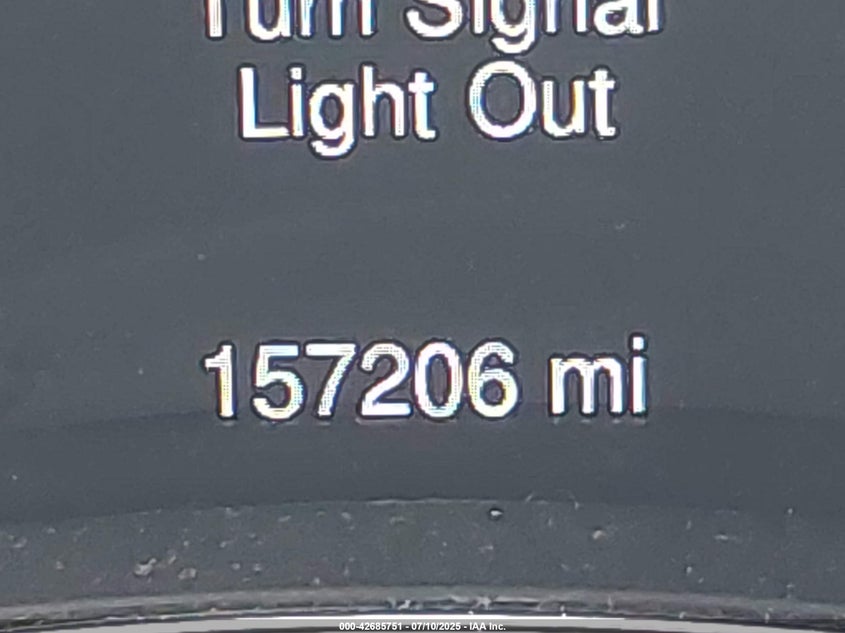 Turn Signal
Light Out
157206 mi
000-42685751 - 07/10/2025 - IAA Inc.